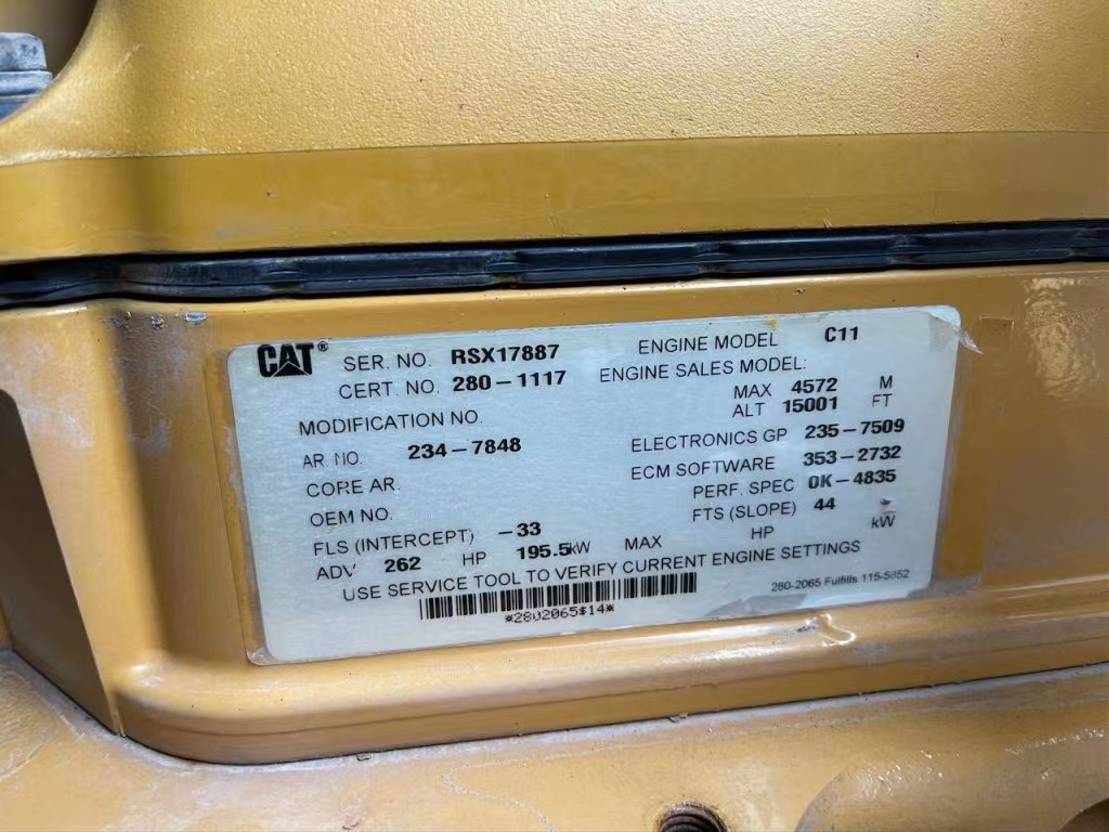 CAT® SER. NO. RSX17887 ENGINE MODEL C11
CERT. NO. 280-1117 ENGINE SALES MODEL:
MAX 4572 M
MODIFICATION NO. ALT 15001 FT
AR. NO. 234-7848 ELECTRONICS GP 235-7509
CORE AR. ECM SOFTWARE 353-2732
OEM NO. PERF. SPEC 0K-4835
FLS (INTERCEPT) -33 FTS (SLOPE) 44
ADV 262 HP 195.5kW MAX HP kW
USE SERVICE TOOL TO VERIFY CURRENT ENGINE SETTINGS
*2802065$14* 280-2065 Fulfills